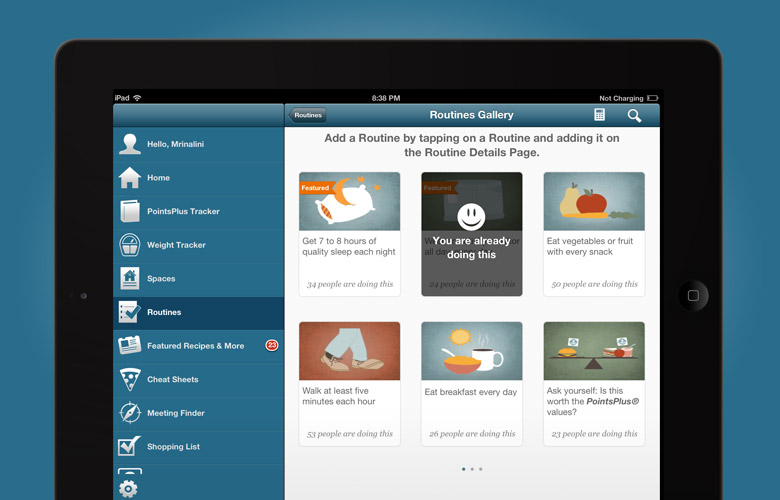 iPad
8:38 PM
Not Charging
Routines
Routines Gallery
Hello, Mrinalini
Home
PointsPlus Tracker
Weight Tracker
Spaces
Routines
Featured Recipes & More
23
Cheat Sheets
Meeting Finder
Shopping List
Add a Routine by tapping on a Routine and adding it on
the Routine Details Page.
Featured
Get 7 to 8 hours of
quality sleep each night
34 people are doing this
Featured
You are already
doing this
24 people are doing this
Eat vegetables or fruit
with every snack
50 people are doing this
Walk at least five
minutes each hour
53 people are doing this
Eat breakfast every day
26 people are doing this
Ask yourself: Is this
worth the PointsPlus®
values?
23 people are doing this